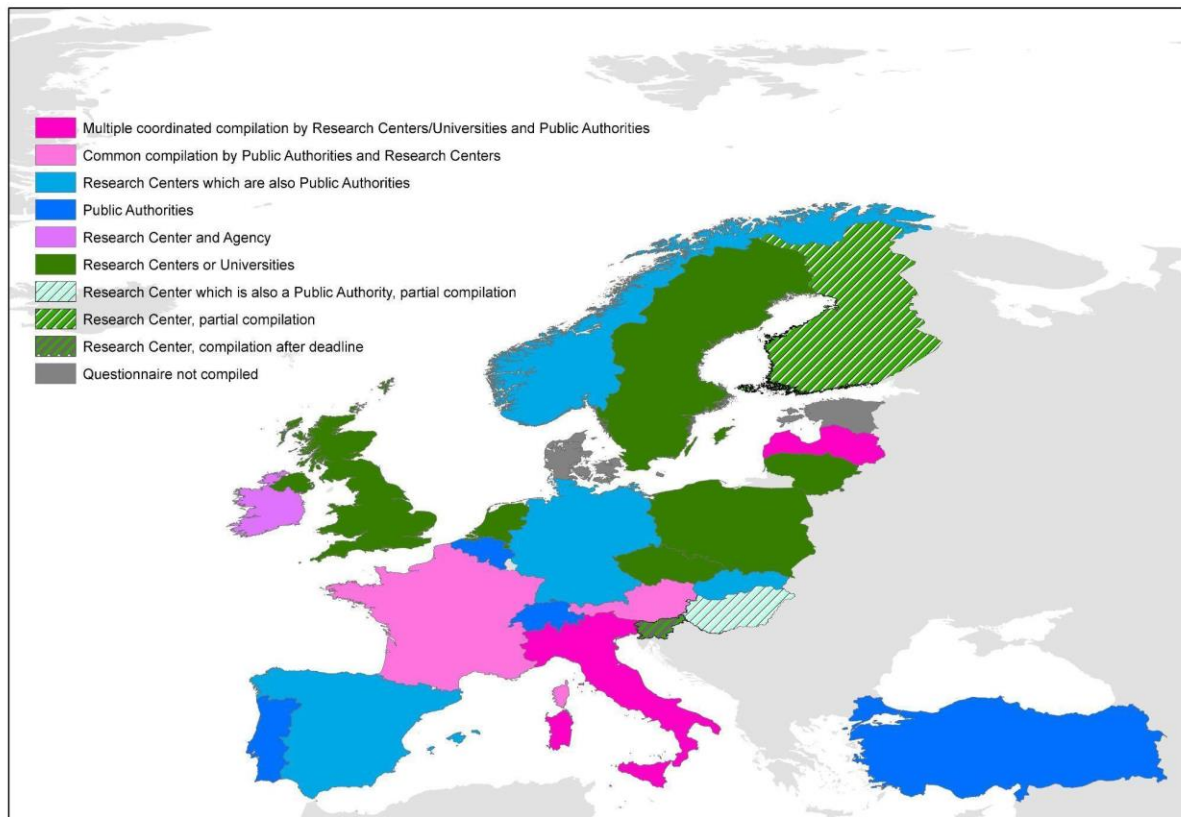 Multiple coordinated compilation by Research Centers/Universities and Public Authorities
Common compilation by Public Authorities and Research Centers
Research Centers which are also Public Authorities
Public Authorities
Research Center and Agency
Research Centers or Universities
Research Center which is also a Public Authority, partial compilation
Research Center, partial compilation
Research Center, compilation after deadline
Questionnaire not compiled